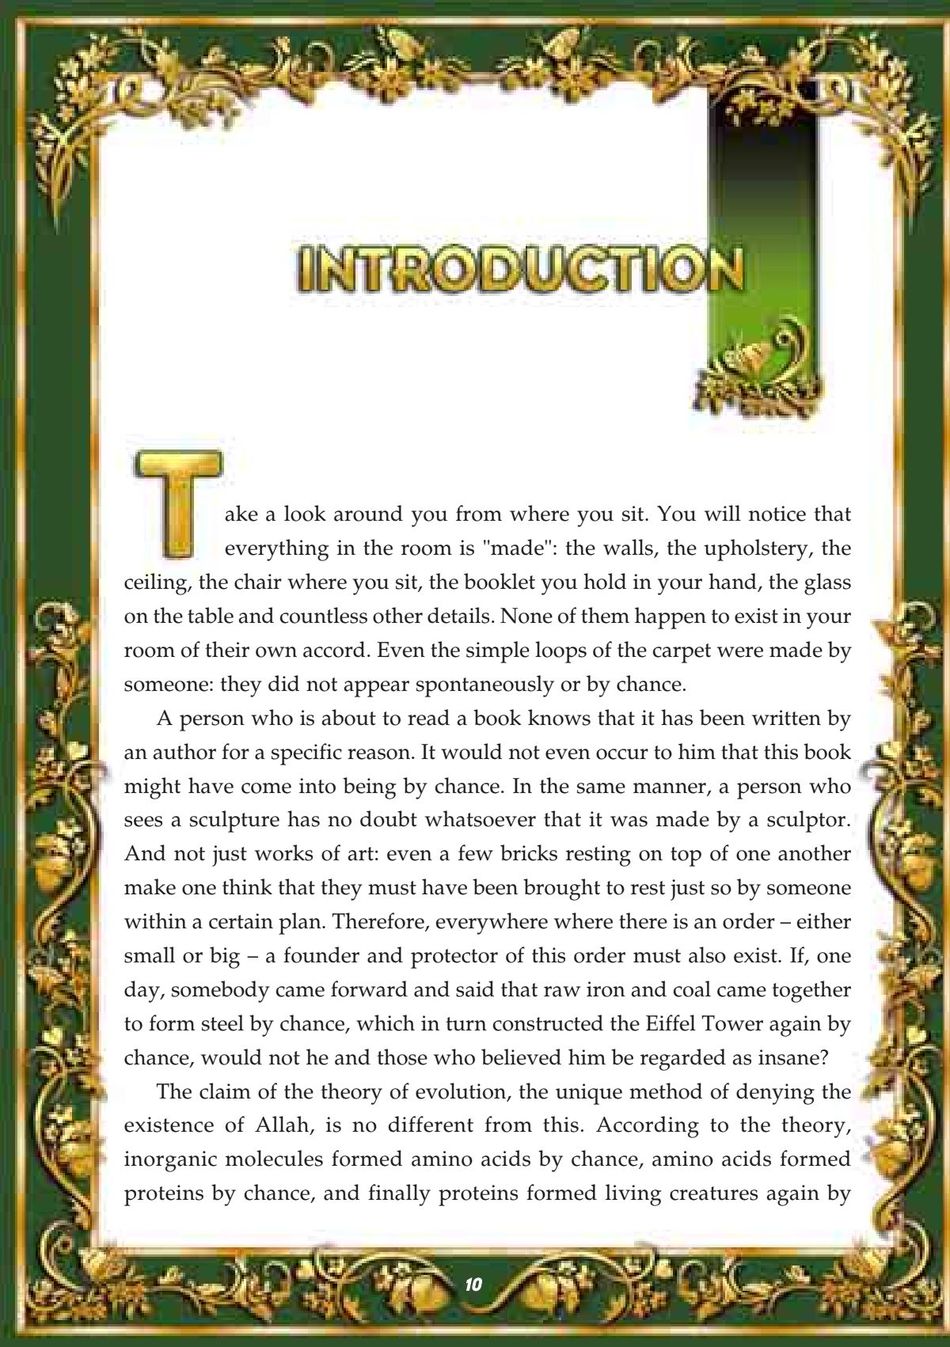 INTRODUCTION
Take a look around you from where you sit. You will notice that
everything in the room is "made": the walls, the upholstery, the
ceiling, the chair where you sit, the booklet you hold in your hand, the glass
on the table and countless other details. None of them happen to exist in your
room of their own accord. Even the simple loops of the carpet were made by
someone: they did not appear spontaneously or by chance.
A person who is about to read a book knows that it has been written by
an author for a specific reason. It would not even occur to him that this book
might have come into being by chance. In the same manner, a person who
sees a sculpture has no doubt whatsoever that it was made by a sculptor.
And not just works of art: even a few bricks resting on top of one another
make one think that they must have been brought to rest just so by someone
within a certain plan. Therefore, everywhere where there is an order – either
small or big – a founder and protector of this order must also exist. If, one
day, somebody came forward and said that raw iron and coal came together
to form steel by chance, which in turn constructed the Eiffel Tower again by
chance, would not he and those who believed him be regarded as insane?
The claim of the theory of evolution, the unique method of denying the
existence of Allah, is no different from this. According to the theory,
inorganic molecules formed amino acids by chance, amino acids formed
proteins by chance, and finally proteins formed living creatures again by
10